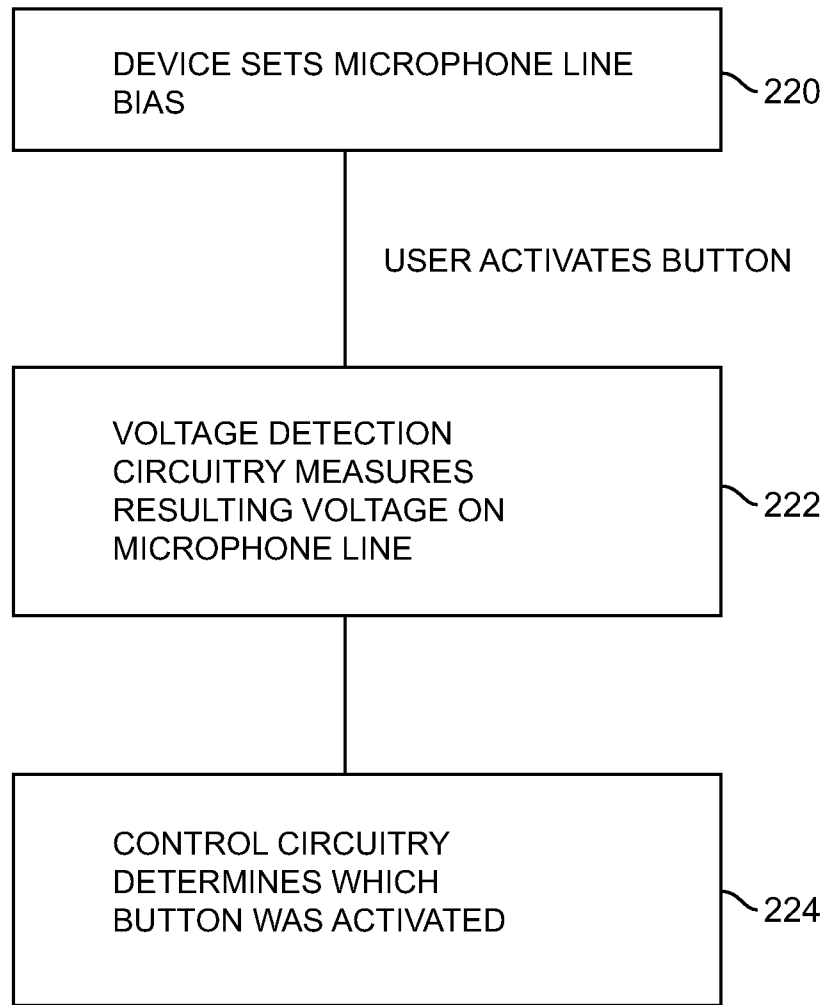 DEVICE SETS MICROPHONE LINE
BIAS
220
USER ACTIVATES BUTTON
VOLTAGE DETECTION
CIRCUITRY MEASURES
RESULTING VOLTAGE ON
MICROPHONE LINE
222
CONTROL CIRCUITRY
DETERMINES WHICH
BUTTON WAS ACTIVATED
224